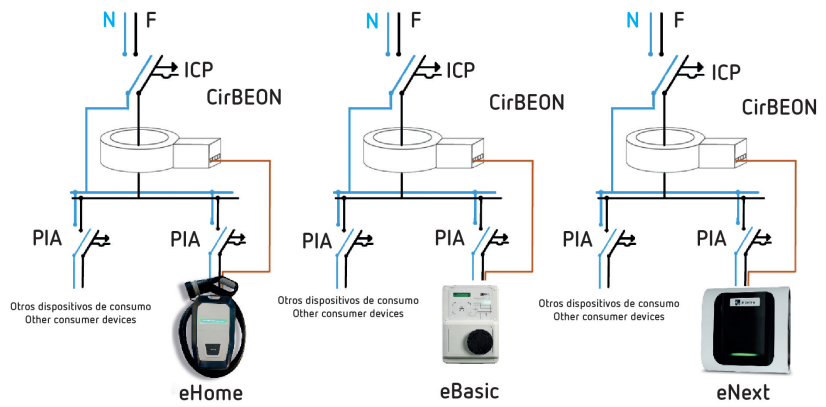 N F
ICP
CirBEON
PIA
PIA
Otros dispositivos de consumo
Other consumer devices
eHome
N F
ICP
CirBEON
PIA
PIA
Otros dispositivos de consumo
Other consumer devices
eBasic
N F
ICP
CirBEON
PIA
PIA
Otros dispositivos de consumo
Other consumer devices
eNext